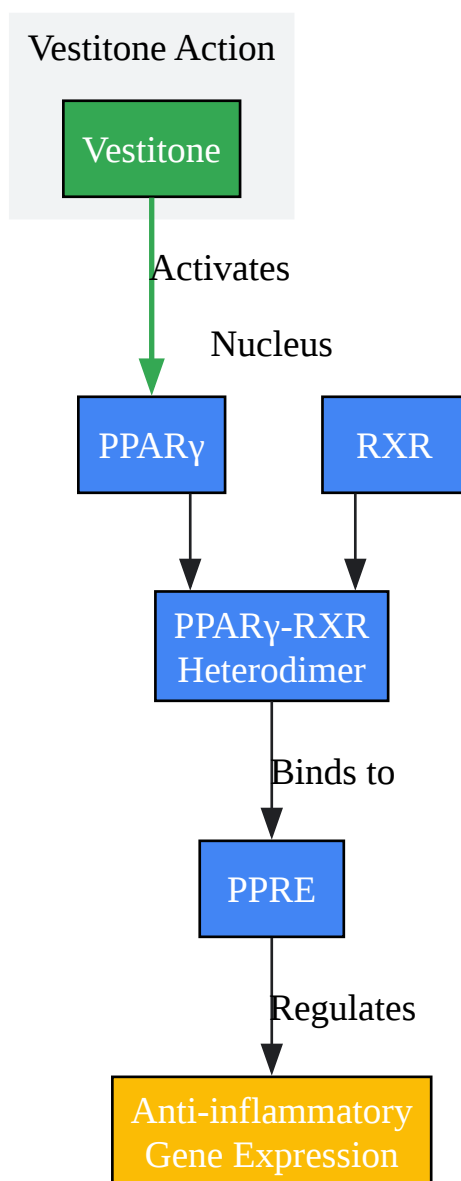 Vestitone Action
Vestitone
Activates
Nucleus
PPARγ
RXR
PPARγ-RXR
Heterodimer
Binds to
PPRE
Regulates
Anti-inflammatory
Gene Expression